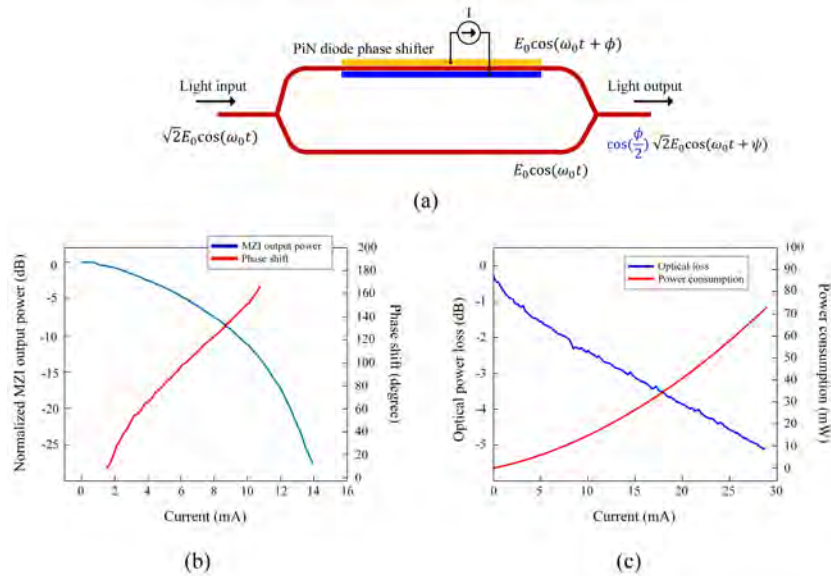 I
PiN diode phase shifter
E₀cos(ω₀t + ϕ)
Light input
Light output
√2E₀cos(ω₀t)
cos(ϕ/2) √2E₀cos(ω₀t + ψ)
E₀cos(ω₀t)
(a)
MZI output power
Phase shift
Normalized MZI output power (dB)
0
-5
-10
-15
-20
-25
0 2 4 6 8 10 12 14 16
Current (mA)
200
180
160
140
120
100
80
60
40
20
0
Phase shift (degree)
(b)
Optical loss
Power consumption
Optical power loss (dB)
0
-1
-2
-3
-4
-5
0 5 10 15 20 25 30
Current (mA)
100
90
80
70
60
50
40
30
20
10
0
Power consumption (mW)
(c)